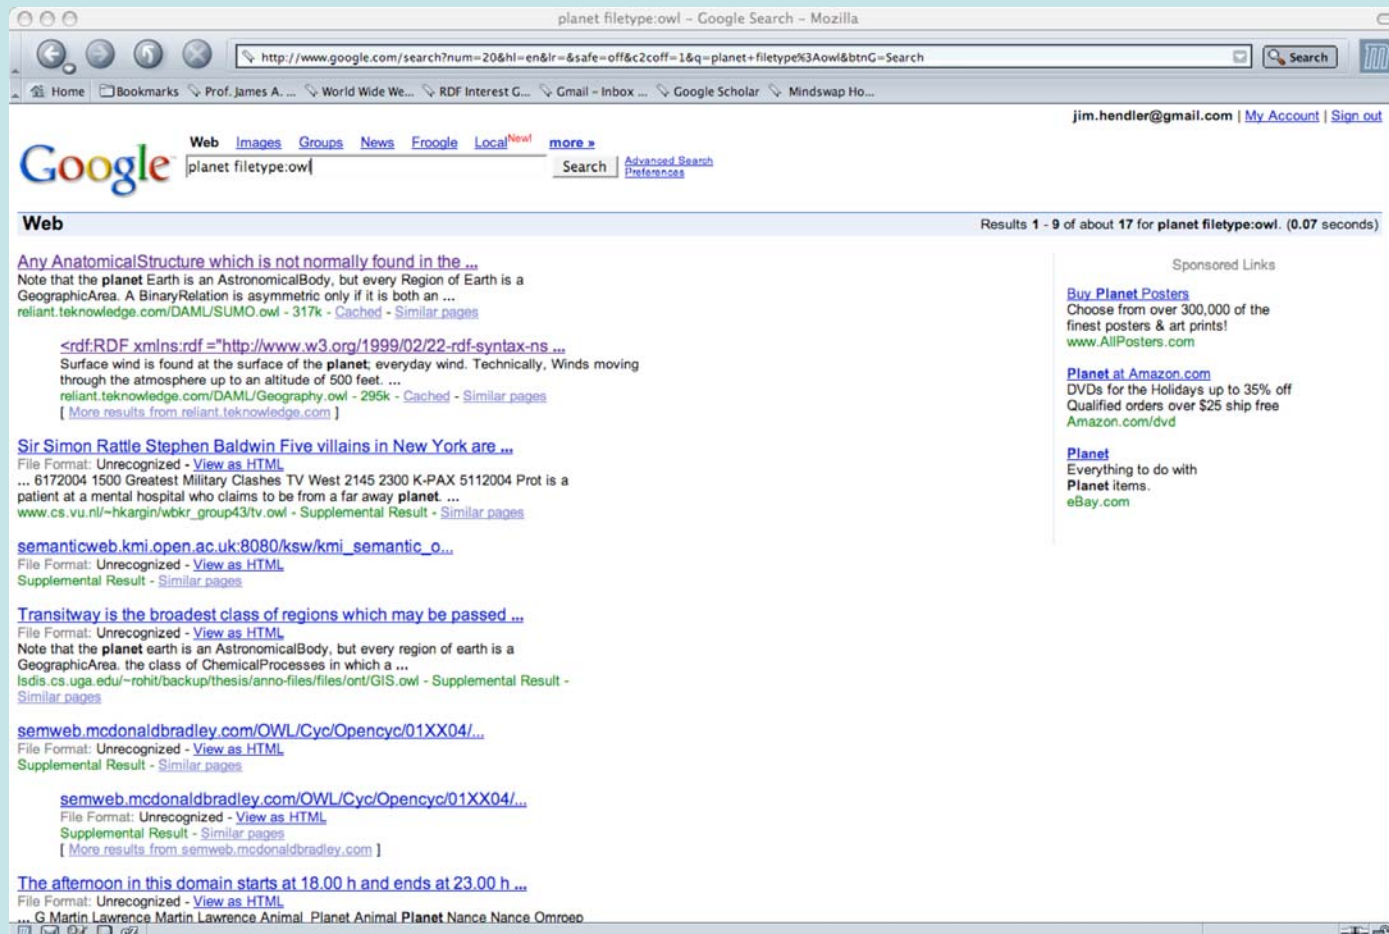 planet filetype:owl - Google Search - Mozilla
http://www.google.com/search?num=20&hl=en&lr=&safe=off&c2coff=1&q=planet+filetype%3Aowl&btnG=Search
Search
Home Bookmarks Prof. James A. ... World Wide We... RDF Interest G... Gmail - Inbox ... Google Scholar Mindswap Ho...
jim.hendler@gmail.com | My Account | Sign out
Google
Web Images Groups News Froogle Local New! more »
planet filetype:owl
Search
Advanced Search
Preferences
Web
Results 1 - 9 of about 17 for planet filetype:owl. (0.07 seconds)
Any AnatomicalStructure which is not normally found in the ...
Note that the planet Earth is an AstronomicalBody, but every Region of Earth is a
GeographicArea. A BinaryRelation is asymmetric only if it is both an ...
reliant.teknowledge.com/DAML/SUMO.owl - 317k - Cached - Similar pages
<rdf:RDF xmlns:rdf ="http://www.w3.org/1999/02/22-rdf-syntax-ns ...
Surface wind is found at the surface of the planet; everyday wind. Technically, Winds moving
through the atmosphere up to an altitude of 500 feet. ...
reliant.teknowledge.com/DAML/Geography.owl - 295k - Cached - Similar pages
[ More results from reliant.teknowledge.com ]
Sir Simon Rattle Stephen Baldwin Five villains in New York are ...
File Format: Unrecognized - View as HTML
... 6172004 1500 Greatest Military Clashes TV West 2145 2300 K-PAX 5112004 Prot is a
patient at a mental hospital who claims to be from a far away planet. ...
www.cs.vu.nl/~hkargin/wbkr_group43/tv.owl - Supplemental Result - Similar pages
semanticweb.kmi.open.ac.uk:8080/ksw/kmi_semantic_o...
File Format: Unrecognized - View as HTML
Supplemental Result - Similar pages
Transitway is the broadest class of regions which may be passed ...
File Format: Unrecognized - View as HTML
Note that the planet earth is an AstronomicalBody, but every region of earth is a
GeographicArea. the class of ChemicalProcesses in which a ...
lsdis.cs.uga.edu/~rohit/backup/thesis/anno-files/files/ont/GIS.owl - Supplemental Result -
Similar pages
semweb.mcdonaldbradley.com/OWL/Cyc/Opencyc/01XX04/...
File Format: Unrecognized - View as HTML
Supplemental Result - Similar pages
semweb.mcdonaldbradley.com/OWL/Cyc/Opencyc/01XX04/...
File Format: Unrecognized - View as HTML
Supplemental Result - Similar pages
[ More results from semweb.mcdonaldbradley.com ]
The afternoon in this domain starts at 18.00 h and ends at 23.00 h ...
File Format: Unrecognized - View as HTML
... G Martin Lawrence Martin Lawrence Animal_Planet Animal Planet Nance Nance Omroep
Sponsored Links
Buy Planet Posters
Choose from over 300,000 of the
finest posters & art prints!
www.AllPosters.com
Planet at Amazon.com
DVDs for the Holidays up to 35% off
Qualified orders over $25 ship free
Amazon.com/dvd
Planet
Everything to do with
Planet items.
eBay.com